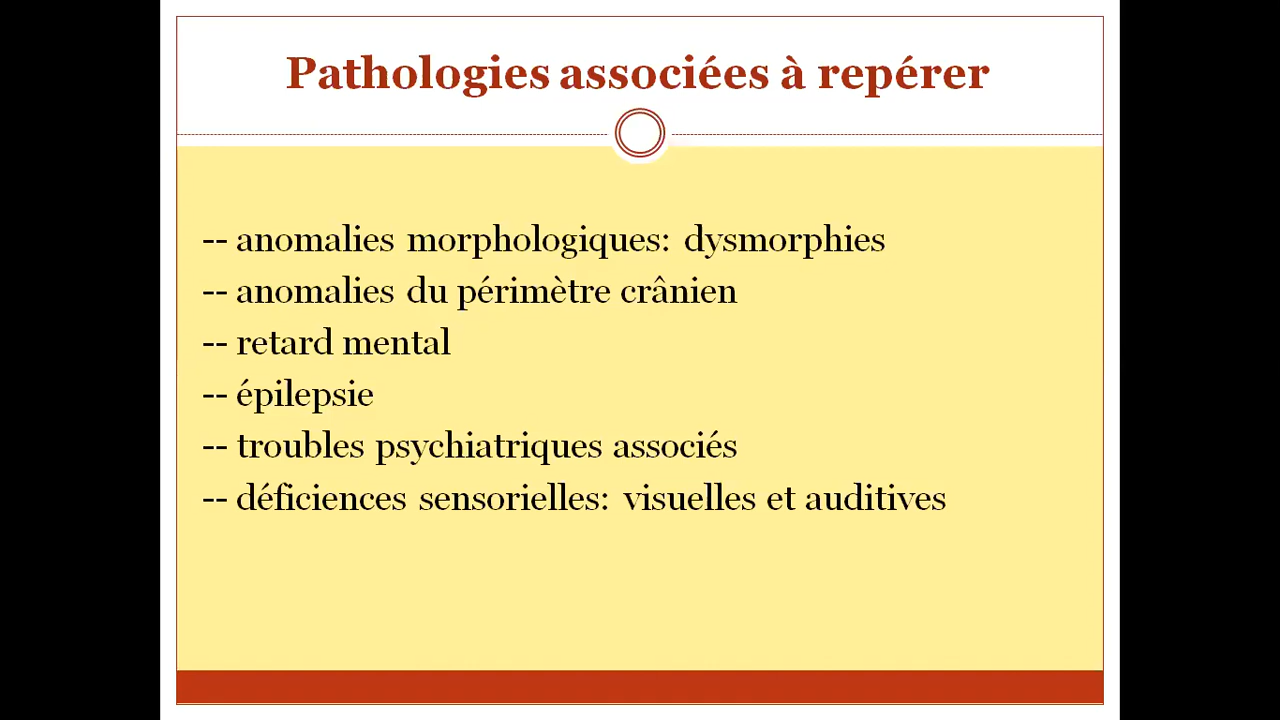 Pathologies associées à repérer
-- anomalies morphologiques: dysmorphies
-- anomalies du périmètre crânien
-- retard mental
-- épilepsie
-- troubles psychiatriques associés
-- déficiences sensorielles: visuelles et auditives